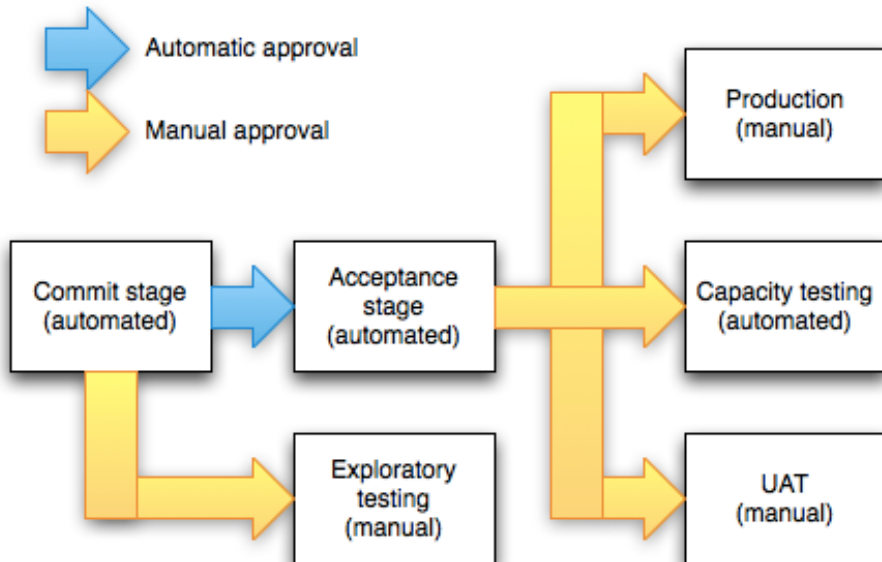 Automatic approval
Manual approval
Production
(manual)
Commit stage
(automated)
Acceptance
stage
(automated)
Capacity testing
(automated)
Exploratory
testing
(manual)
UAT
(manual)